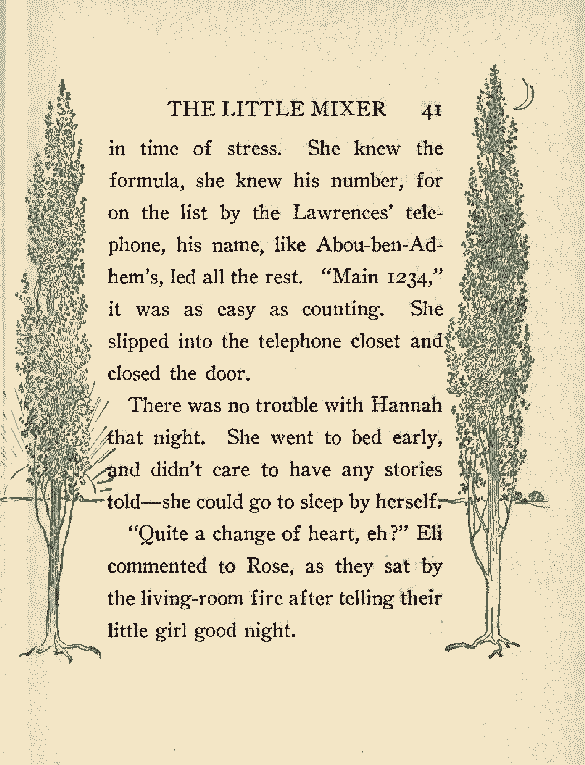 THE LITTLE MIXER 41
in time of stress. She knew the
formula, she knew his number, for
on the list by the Lawrences' tele-
phone, his name, like Abou-ben-Ad-
hem's, led all the rest. "Main 1234,"
it was as easy as counting. She
slipped into the telephone closet and
closed the door.
There was no trouble with Hannah
that night. She went to bed early,
and didn't care to have any stories
told—she could go to sleep by herself.
"Quite a change of heart, eh?" Eli
commented to Rose, as they sat by
the living-room fire after telling their
little girl good night.